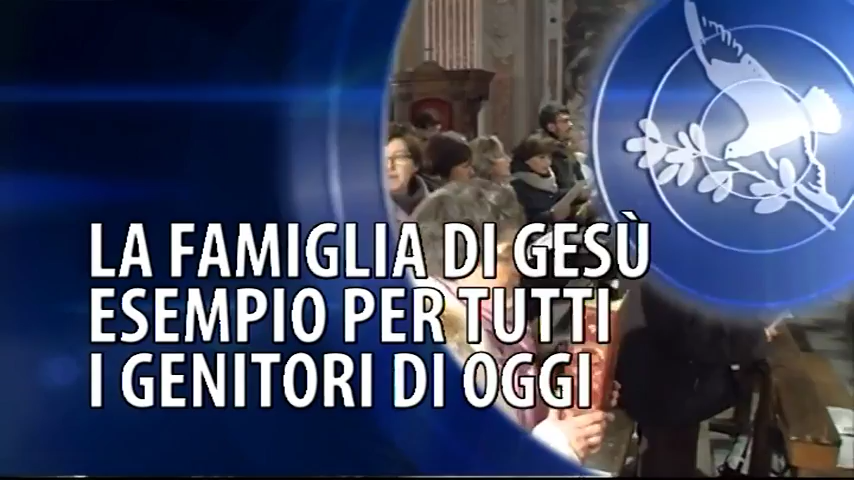 LA FAMIGLIA DI GESÙ
ESEMPIO PER TUTTI
I GENITORI DI OGGI